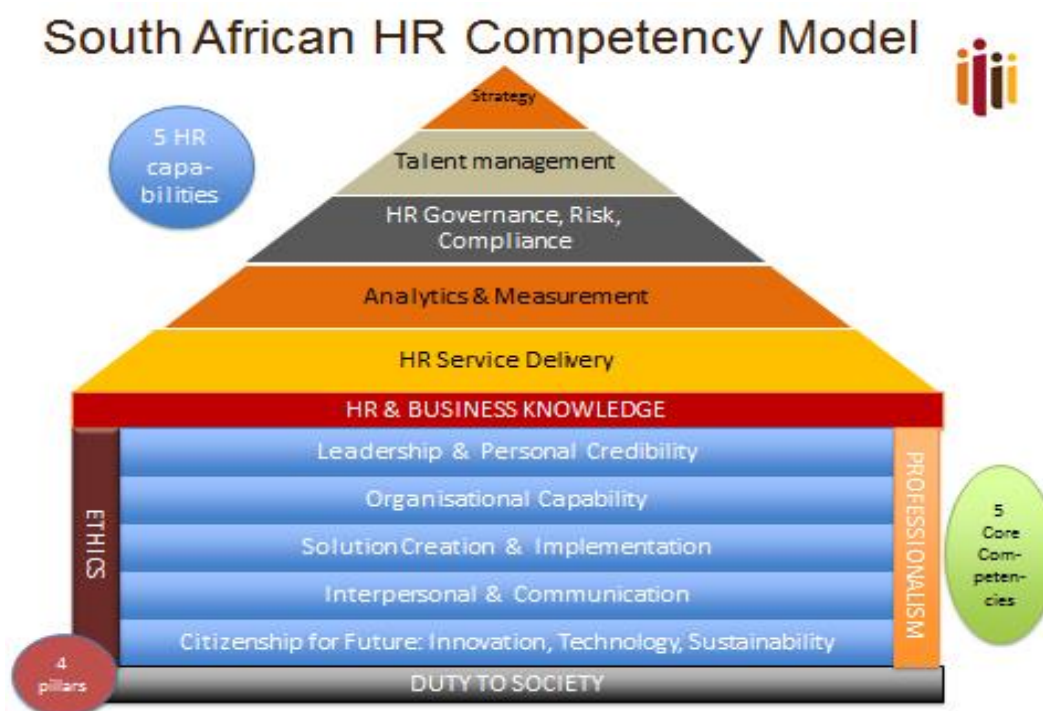 South African HR Competency Model
Strategy
5 HR
capa-
bilities
Talent management
HR Governance, Risk,
Compliance
Analytics & Measurement
HR Service Delivery
HR & BUSINESS KNOWLEDGE
ETHICS
Leadership & Personal Credibility
Organisational Capability
Solution Creation & Implementation
Interpersonal & Communication
Citizenship for Future: Innovation, Technology, Sustainability
PROFESSIONALISM
5
Core
Com-
peten-
cies
4
pillars
DUTY TO SOCIETY